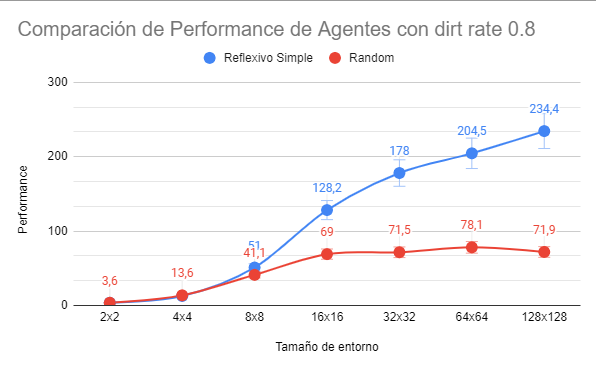 Comparación de Performance de Agentes con dirt rate 0.8
Reflexivo Simple
Random
Performance
300
200
100
0
3,6
13,6
51
41,1
128,2
69
178
71,5
204,5
78,1
234,4
71,9
2x2
4x4
8x8
16x16
32x32
64x64
128x128
Tamaño de entorno